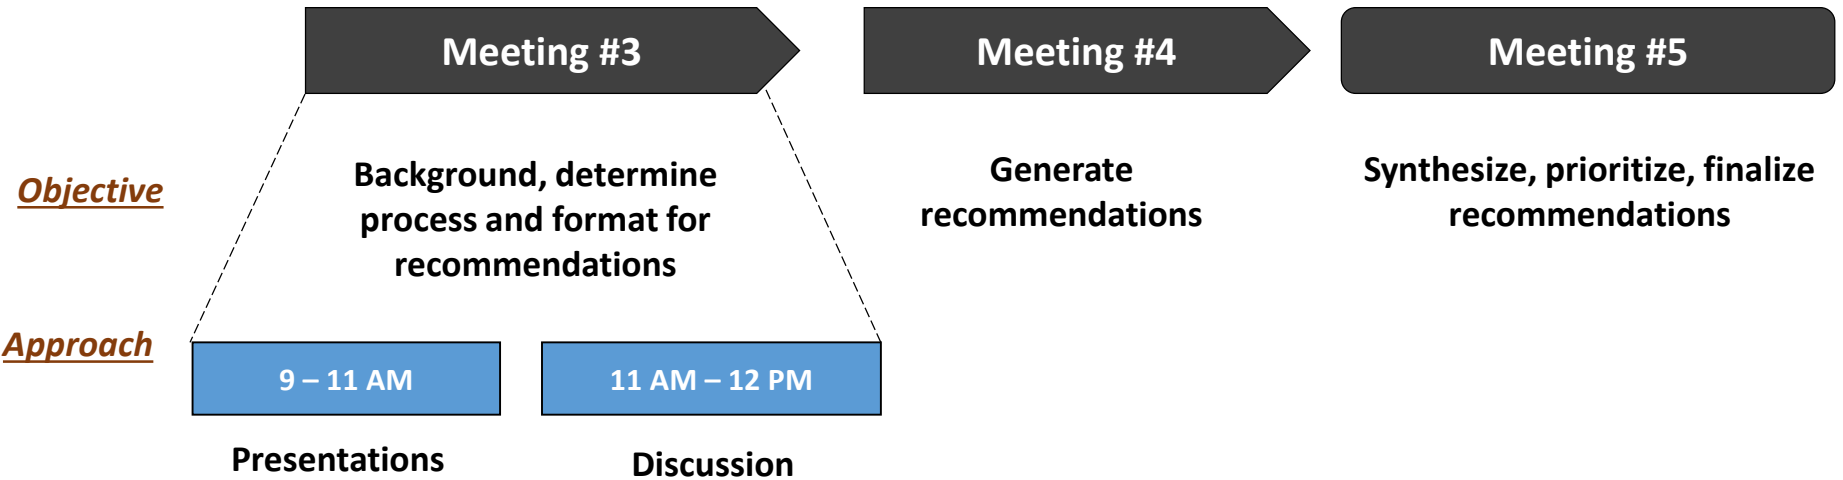 Meeting #3
Meeting #4
Meeting #5
Objective
Background, determine
process and format for
recommendations
Generate
recommendations
Synthesize, prioritize, finalize
recommendations
Approach
9 – 11 AM
11 AM – 12 PM
Presentations
Discussion